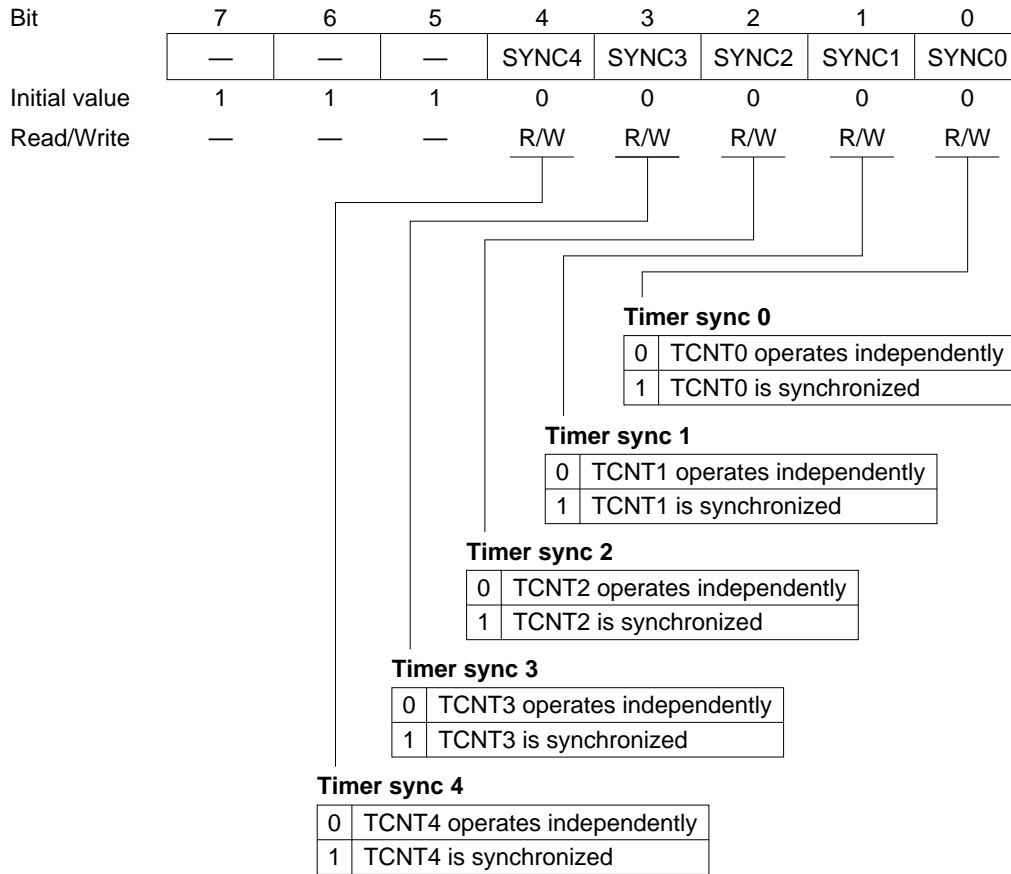 Bit 7 6 5 4 3 2 1 0
— — — SYNC4 SYNC3 SYNC2 SYNC1 SYNC0
Initial value 1 1 1 0 0 0 0 0
Read/Write — — — R/W R/W R/W R/W R/W
Timer sync 0
0 TCNT0 operates independently
1 TCNT0 is synchronized
Timer sync 1
0 TCNT1 operates independently
1 TCNT1 is synchronized
Timer sync 2
0 TCNT2 operates independently
1 TCNT2 is synchronized
Timer sync 3
0 TCNT3 operates independently
1 TCNT3 is synchronized
Timer sync 4
0 TCNT4 operates independently
1 TCNT4 is synchronized